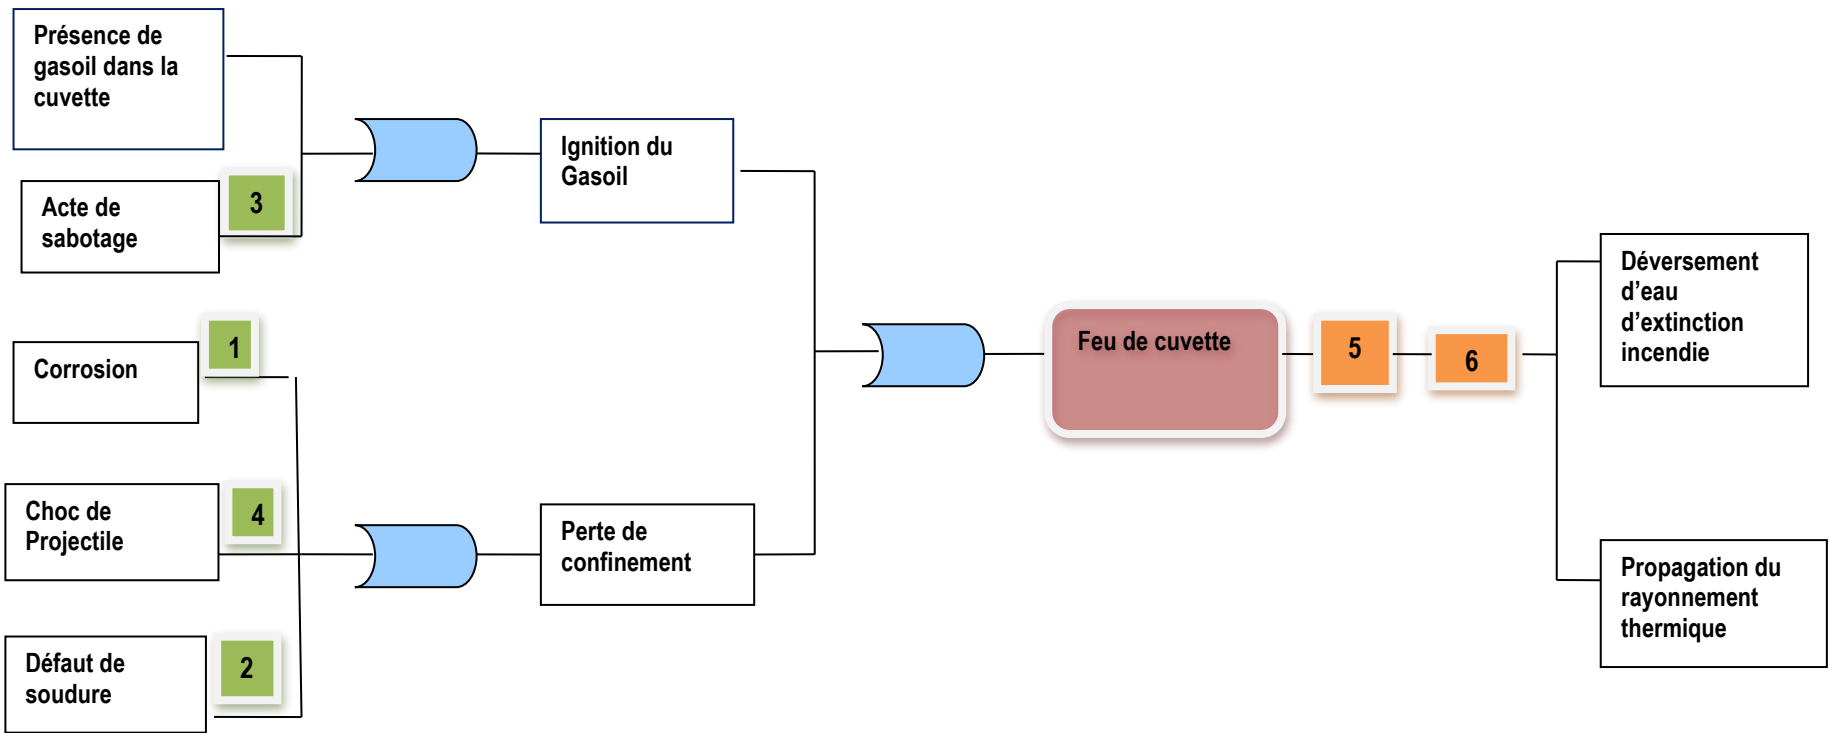 Présence de
gasoil dans la
cuvette
Acte de
sabotage
3
Ignition du
Gasoil
Corrosion
1
Choc de
Projectile
4
Perte de
confinement
Défaut de
soudure
2
Feu de cuvette
5
6
Déversement
d’eau
d’extinction
incendie
Propagation du
rayonnement
thermique